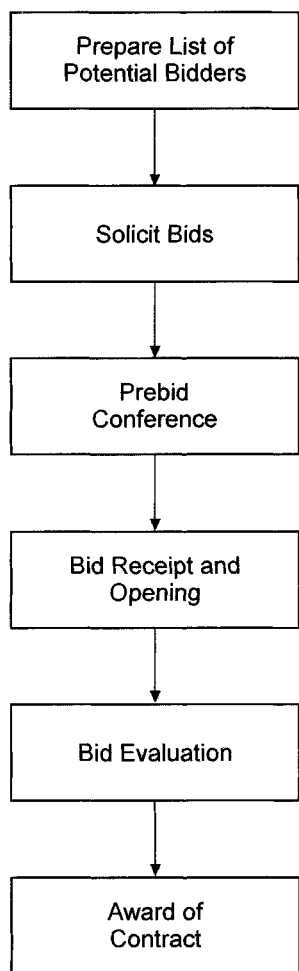 Prepare List of
Potential Bidders
Solicit Bids
Prebid
Conference
Bid Receipt and
Opening
Bid Evaluation
Award of
Contract